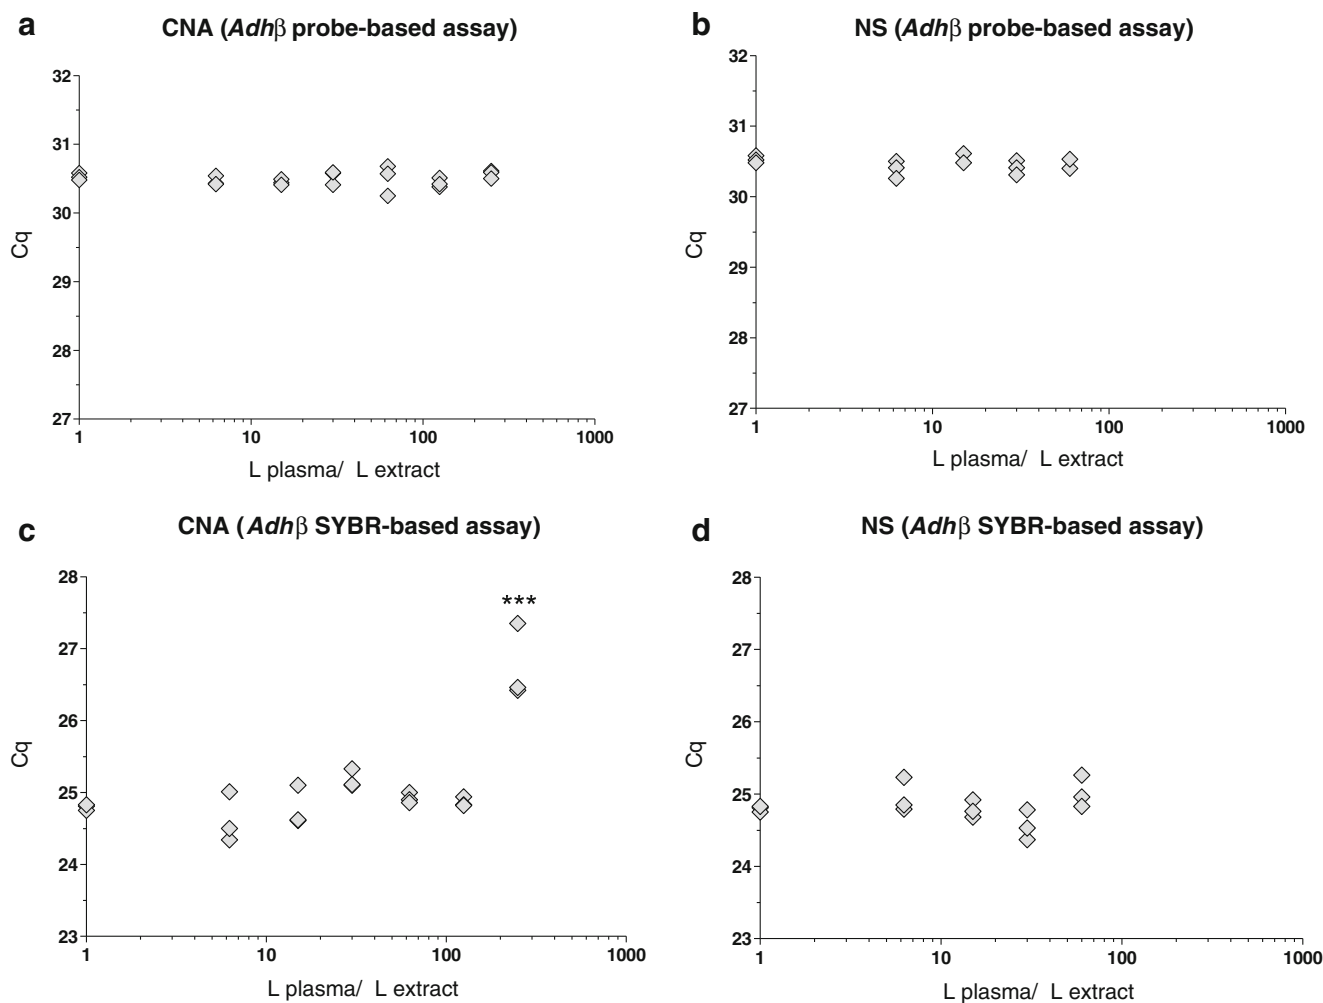 a CNA (Adhβ probe-based assay)
32
31
30
29
28
27
Cq
1 10 100 1000
L plasma/ L extract
b NS (Adhβ probe-based assay)
32
31
30
29
28
27
Cq
1 10 100 1000
L plasma/ L extract
c CNA (Adhβ SYBR-based assay)
28
27
26
25
24
23
Cq
***
1 10 100 1000
L plasma/ L extract
d NS (Adhβ SYBR-based assay)
28
27
26
25
24
23
Cq
1 10 100 1000
L plasma/ L extract